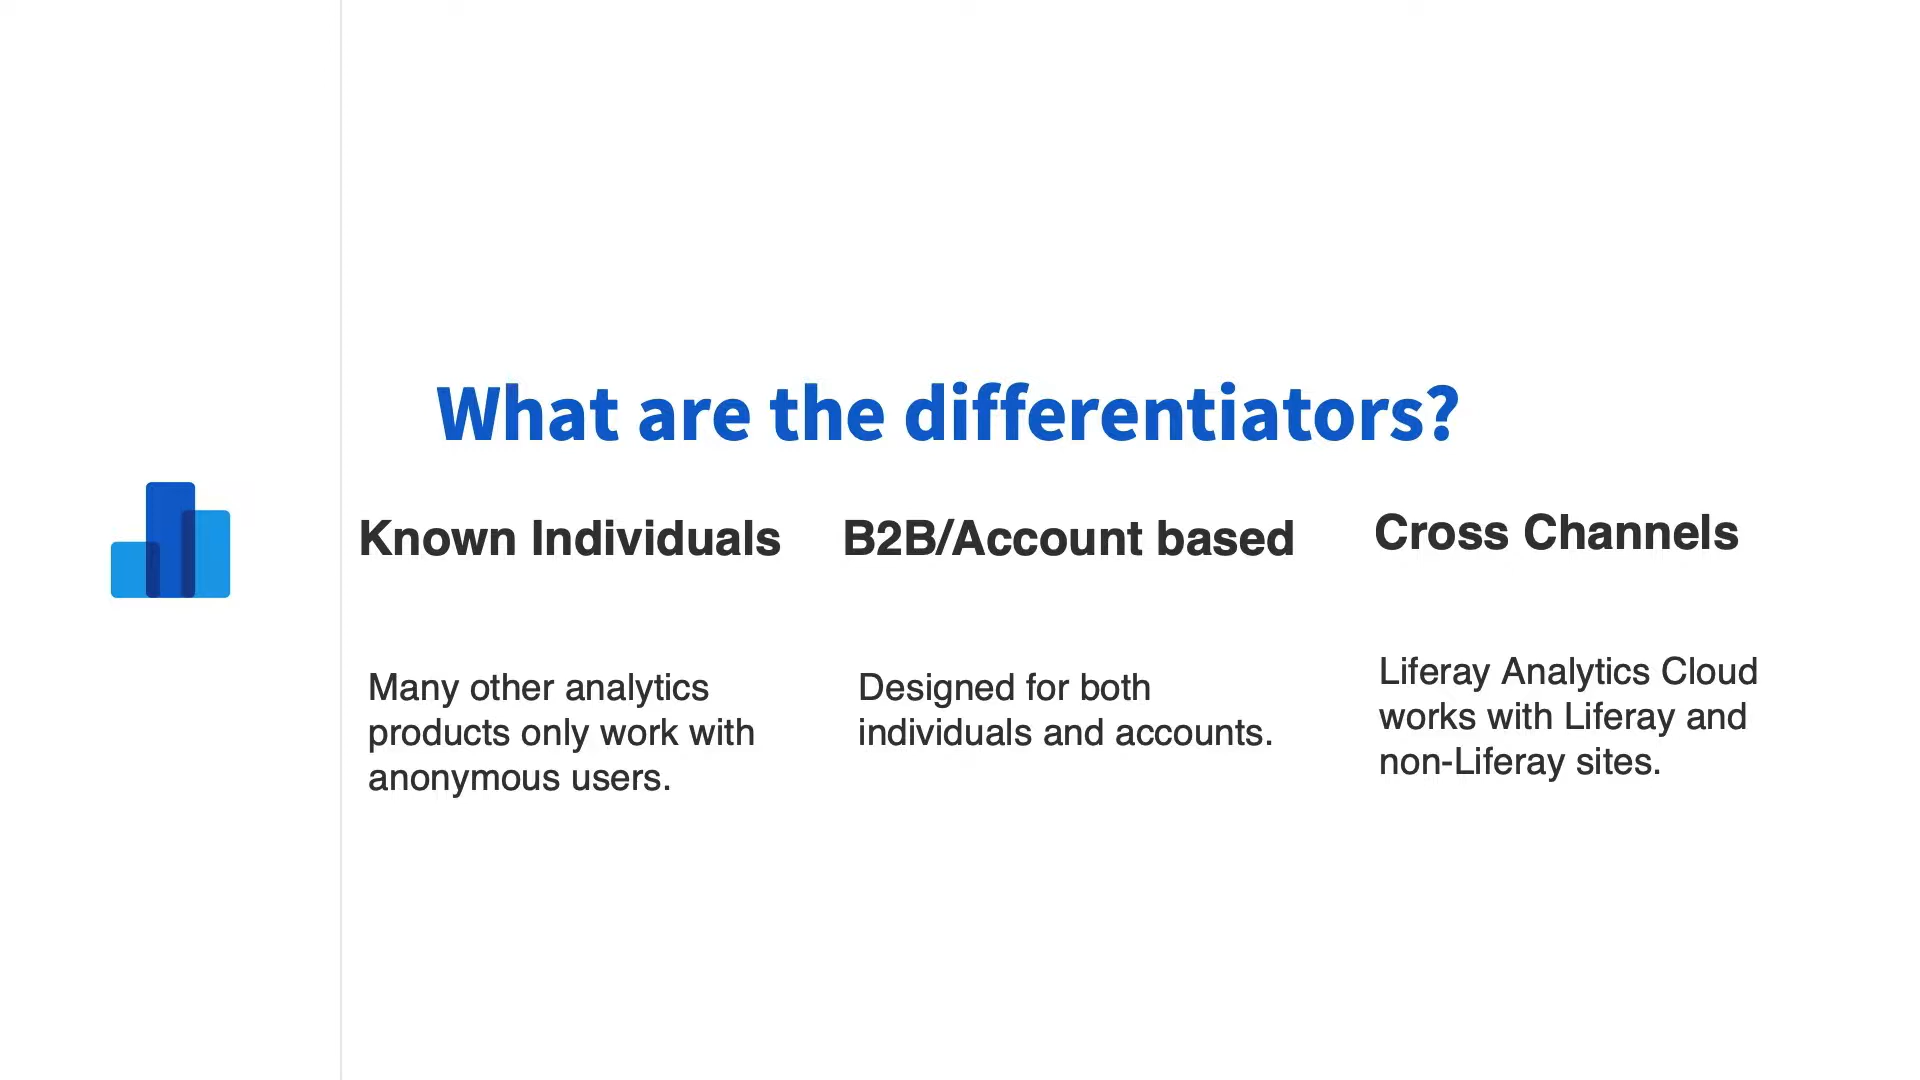 What are the differentiators?
Known Individuals
Many other analytics
products only work with
anonymous users.
B2B/Account based
Designed for both
individuals and accounts.
Cross Channels
Liferay Analytics Cloud
works with Liferay and
non-Liferay sites.